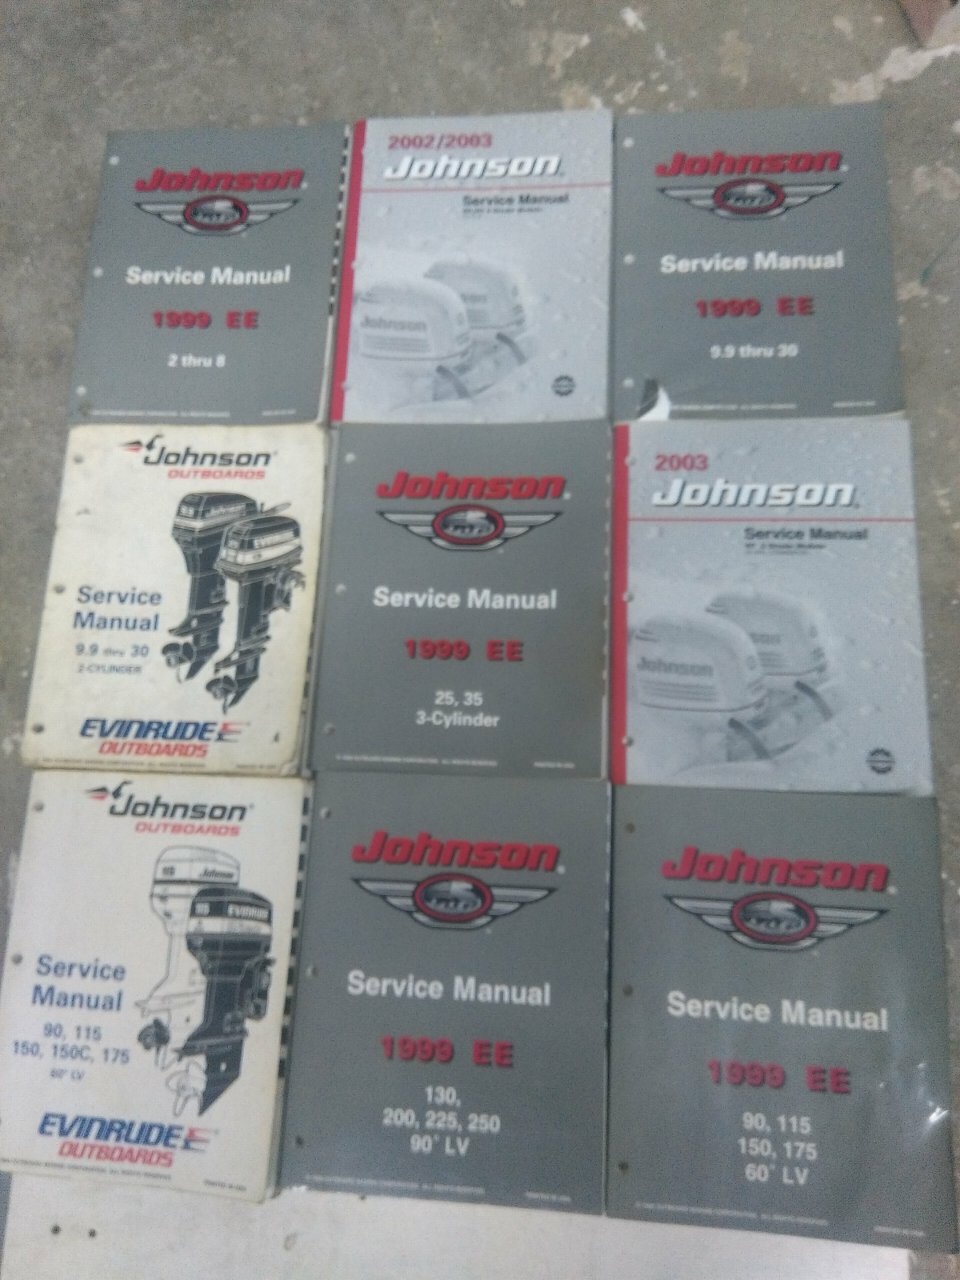 Johnson
Service Manual
1999 EE
2 thru 8
2002/2003
Johnson
Service Manual
Johnson
Johnson
Service Manual
1999 EE
9.9 thru 30
Johnson
OUTBOARDS
Service
Manual
9.9 thru 30
2-CYLINDER
EVINRUDE
OUTBOARDS
Johnson
Service Manual
1999 EE
25, 35
3-Cylinder
2003
Johnson
Service Manual
Johnson
Johnson
OUTBOARDS
115
Johnson
115
EVINRUDE
Service
Manual
90, 115
150, 150C, 175
60° LV
EVINRUDE
OUTBOARDS
Johnson
Service Manual
1999 EE
130,
200, 225, 250
90° LV
Johnson
Service Manual
1999 EE
90, 115
150, 175
60° LV